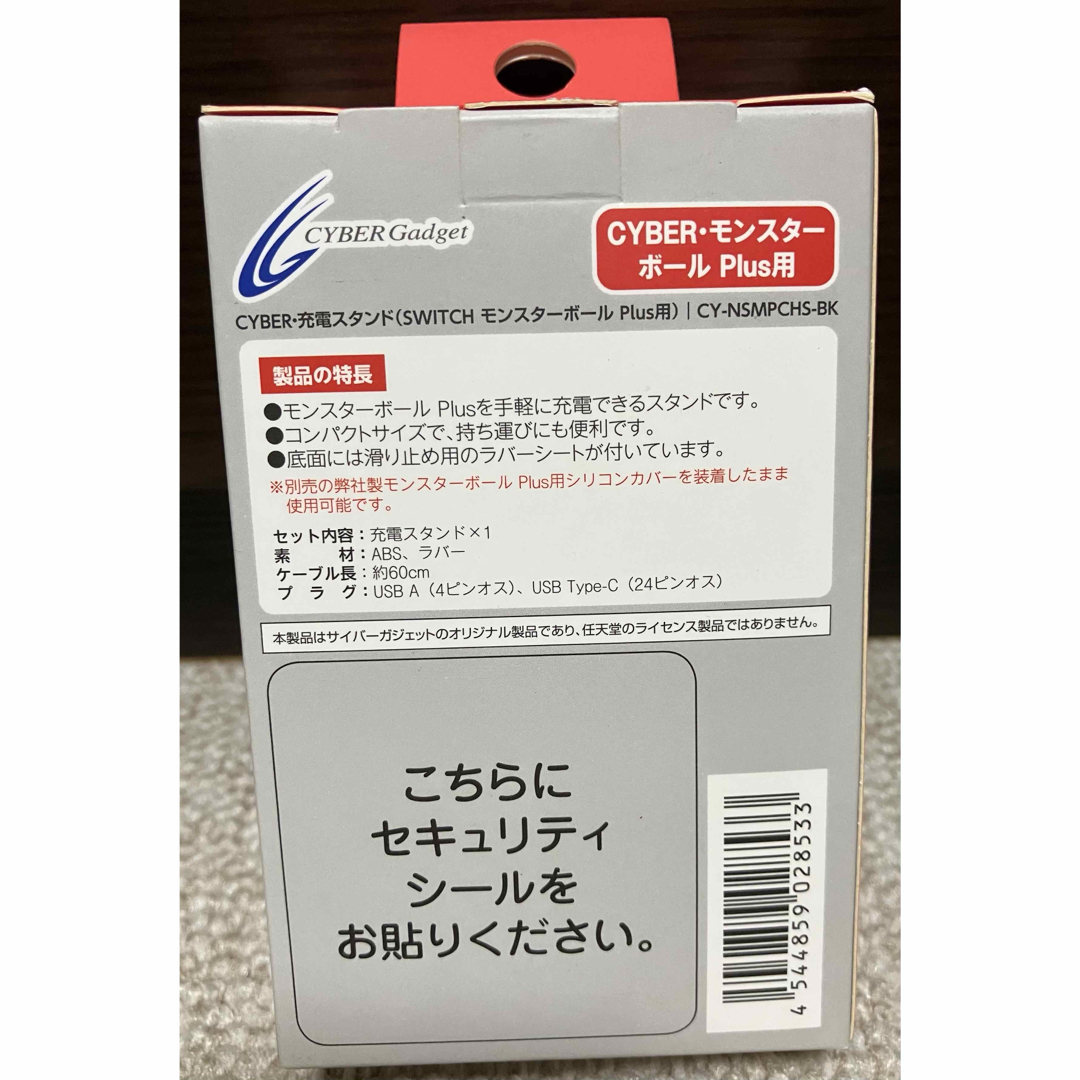 CYBER Gadget
CYBER・モンスター
ボール Plus用
CYBER・充電スタンド（SWITCH モンスターボール Plus用）｜CY-NSMPCHS-BK
製品の特長
●モンスターボール Plusを手軽に充電できるスタンドです。
●コンパクトサイズで、持ち運びにも便利です。
●底面には滑り止め用のラバーシートが付いています。
※別売の弊社製モンスターボール Plus用シリコンカバーを装着したまま
使用可能です。
セット内容：充電スタンド×1
素　　材：ABS、ラバー
ケーブル長：約60cm
プ ラ グ：USB A（4ピンオス）、USB Type-C（24ピンオス）
本製品はサイバーガジェットのオリジナル製品であり、任天堂のライセンス製品ではありません。
こちらに
セキュリティ
シールを
お貼りください。
4 544859 028533